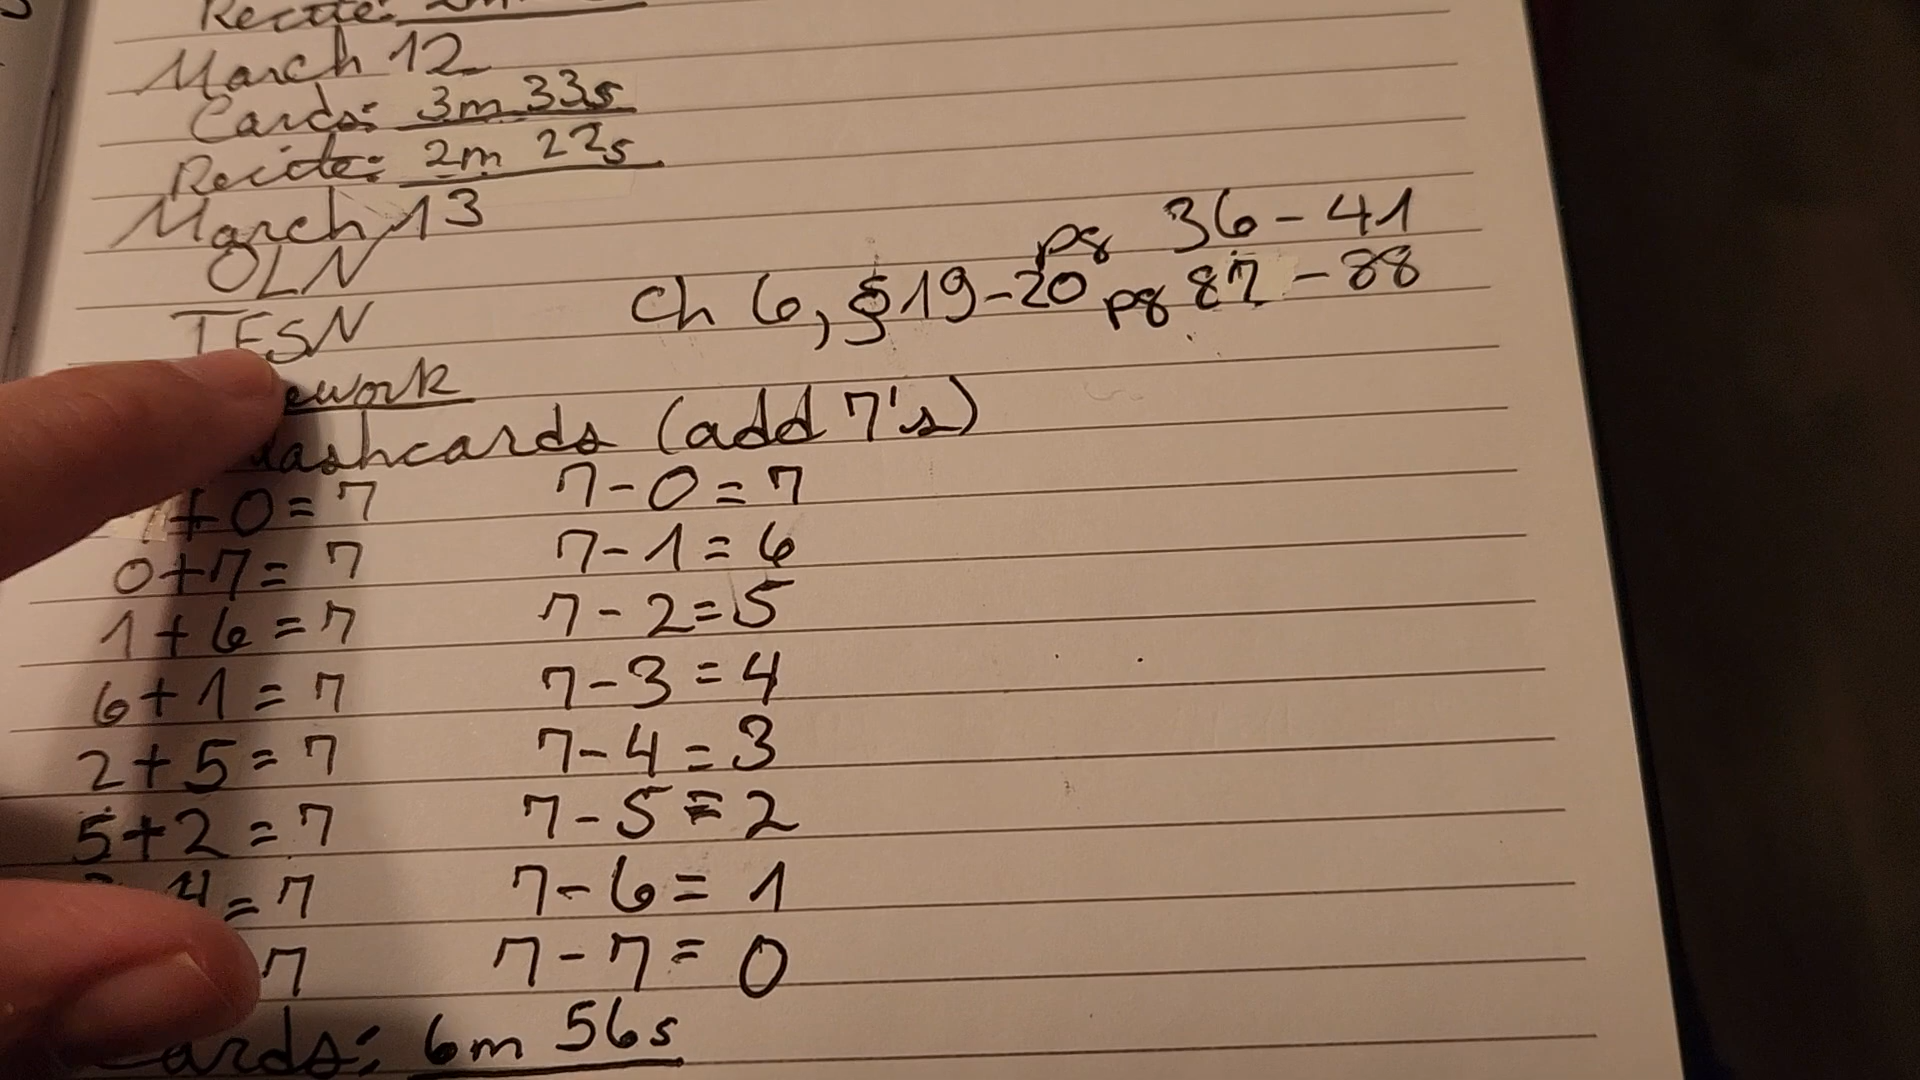 Recite:
March 12
Cards: 3m 33s
Recite: 2m 22s
March 13
OLN pg 36-41
TESN Ch 6, §19-20 pg 87-88
ework
lashcards (add 7's)
+0=7 7-0=7
0+7=7 7-1=6
1+6=7 7-2=5
6+1=7 7-3=4
2+5=7 7-4=3
5+2=7 7-5=2
4=7 7-6=1
7 7-7=0
Cards: 6m 56s